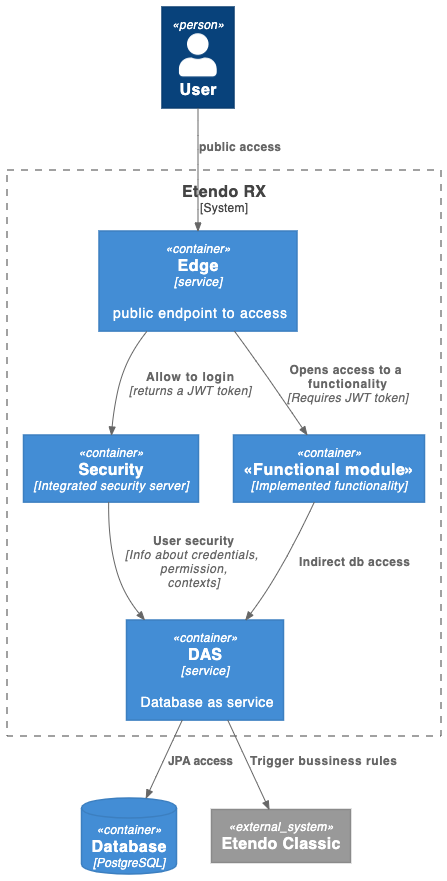 «person»
User
public access
Etendo RX
[System]
«container»
Edge
[service]
public endpoint to access
Allow to login
[returns a JWT token]
Opens access to a
functionality
[Requires JWT token]
«container»
Security
[Integrated security server]
«container»
«Functional module»
[Implemented functionality]
User security
[Info about credentials,
permission,
contexts]
Indirect db access
«container»
DAS
[service]
Database as service
JPA access
Trigger bussiness rules
«container»
Database
[PostgreSQL]
«external_system»
Etendo Classic